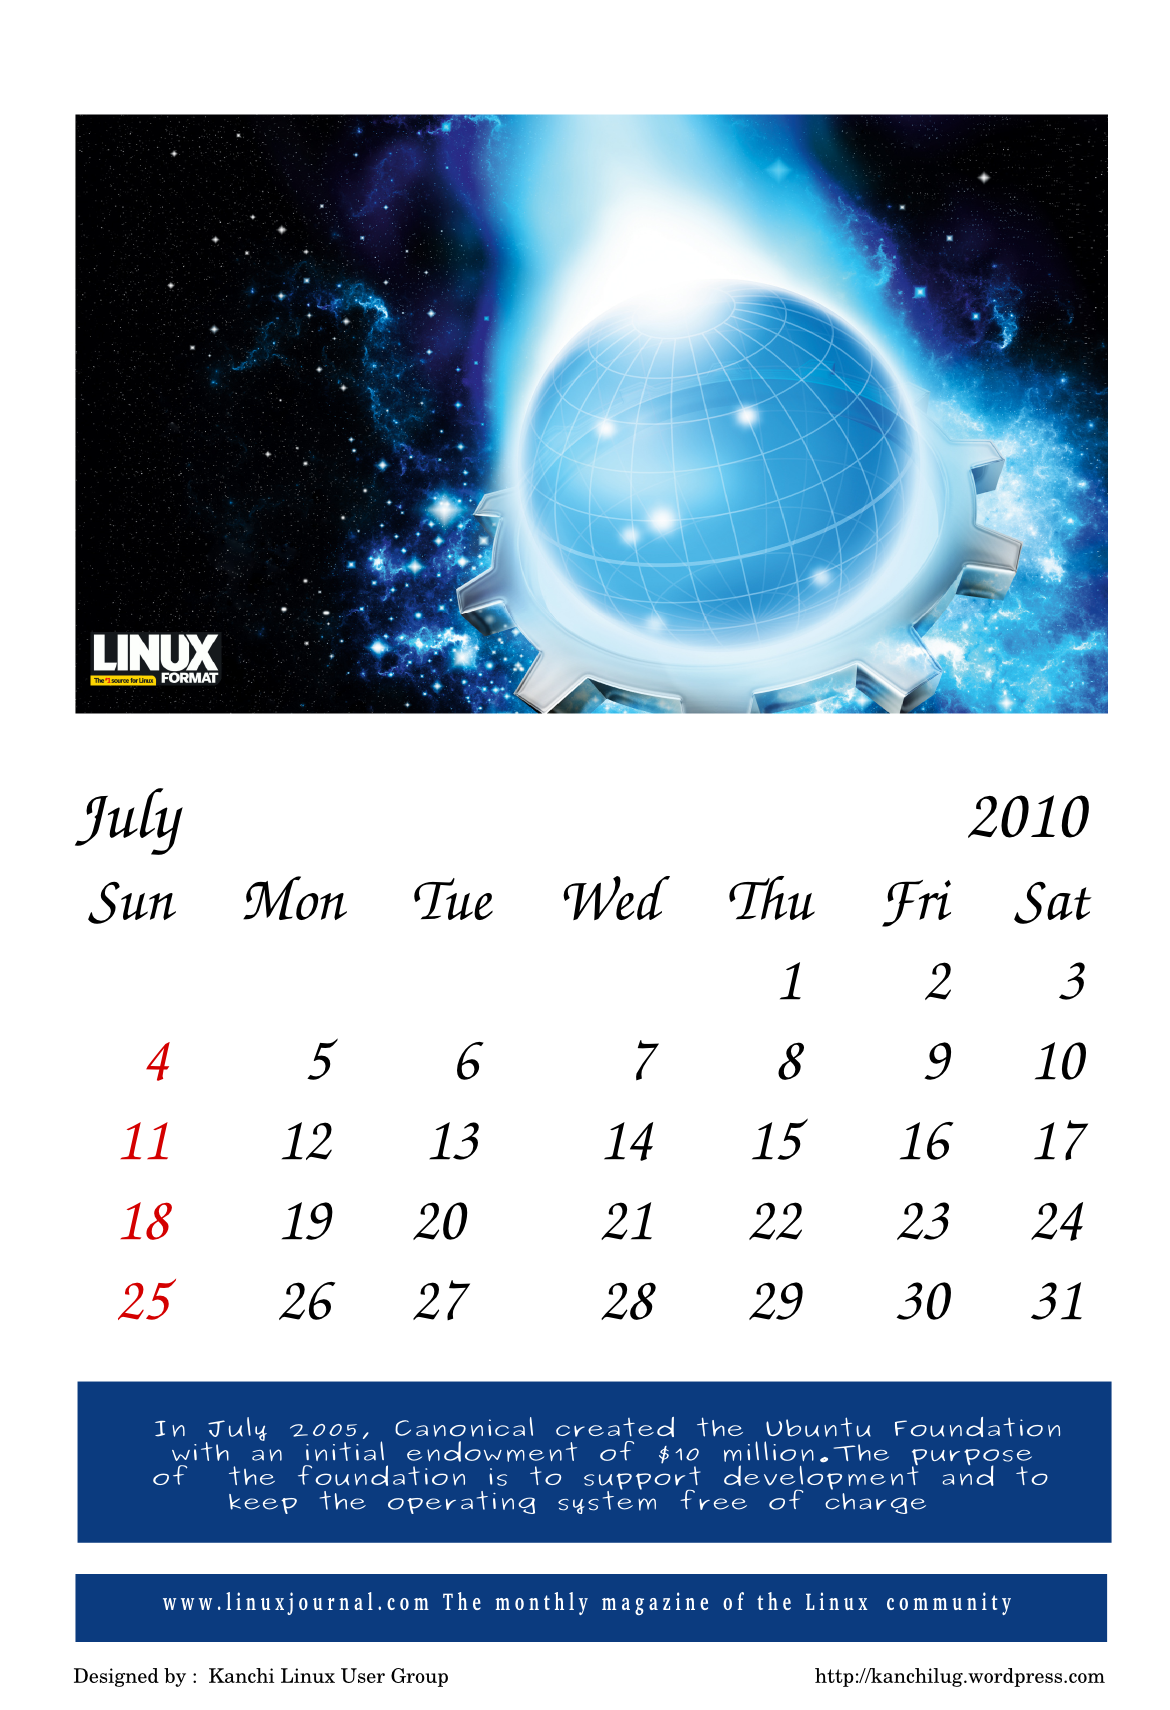 LINUX
FORMAT
The #1 source for Linux
July 2010
Sun Mon Tue Wed Thu Fri Sat
1 2 3
4 5 6 7 8 9 10
11 12 13 14 15 16 17
18 19 20 21 22 23 24
25 26 27 28 29 30 31
In July 2005, Canonical created the Ubuntu Foundation
with an initial endowment of $10 million.The purpose
of the foundation is to support development and to
keep the operating system free of charge
www.linuxjournal.com The monthly magazine of the Linux community
Designed by : Kanchi Linux User Group http://kanchilug.wordpress.com